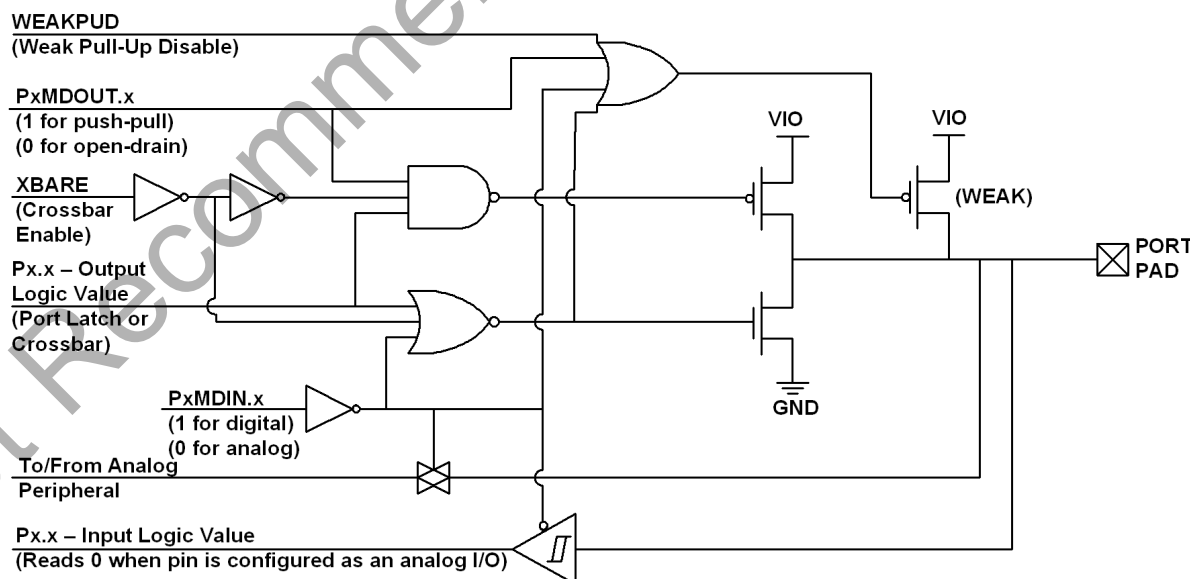 WEAKPUD
(Weak Pull-Up Disable)
PxMDOUT.x
(1 for push-pull)
(0 for open-drain)
XBARE
(Crossbar
Enable)
Px.x – Output
Logic Value
(Port Latch or
Crossbar)
PxMDIN.x
(1 for digital)
(0 for analog)
To/From Analog
Peripheral
Px.x – Input Logic Value
(Reads 0 when pin is configured as an analog I/O)
VIO
VIO
(WEAK)
GND
PORT
PAD